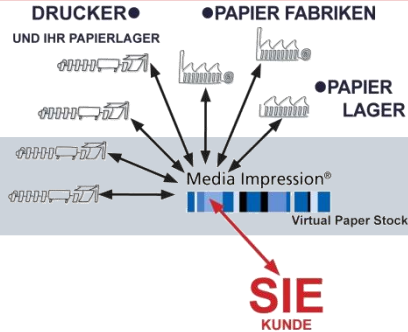 DRUCKER●
UND IHR PAPIERLAGER
●PAPIER FABRIKEN
●PAPIER
LAGER
Media Impression®
Virtual Paper Stock
SIE
KUNDE